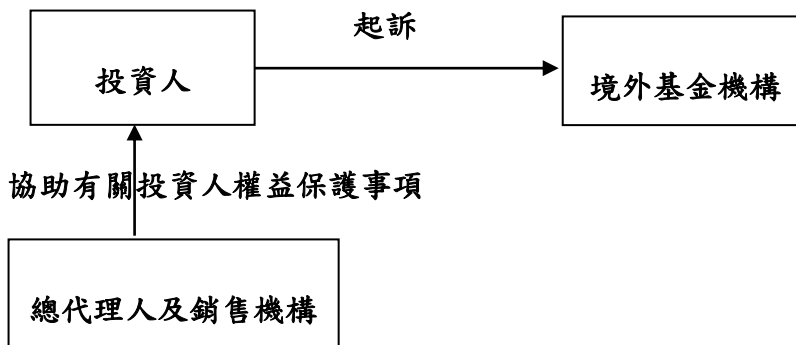 起訴
投資人
境外基金機構
協助有關投資人權益保護事項
總代理人及銷售機構